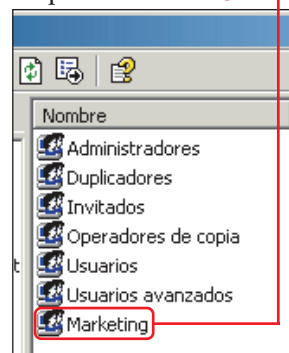 Nombre
Administradores
Duplicadores
Invitados
Operadores de copia
Usuarios
Usuarios avanzados
Marketing